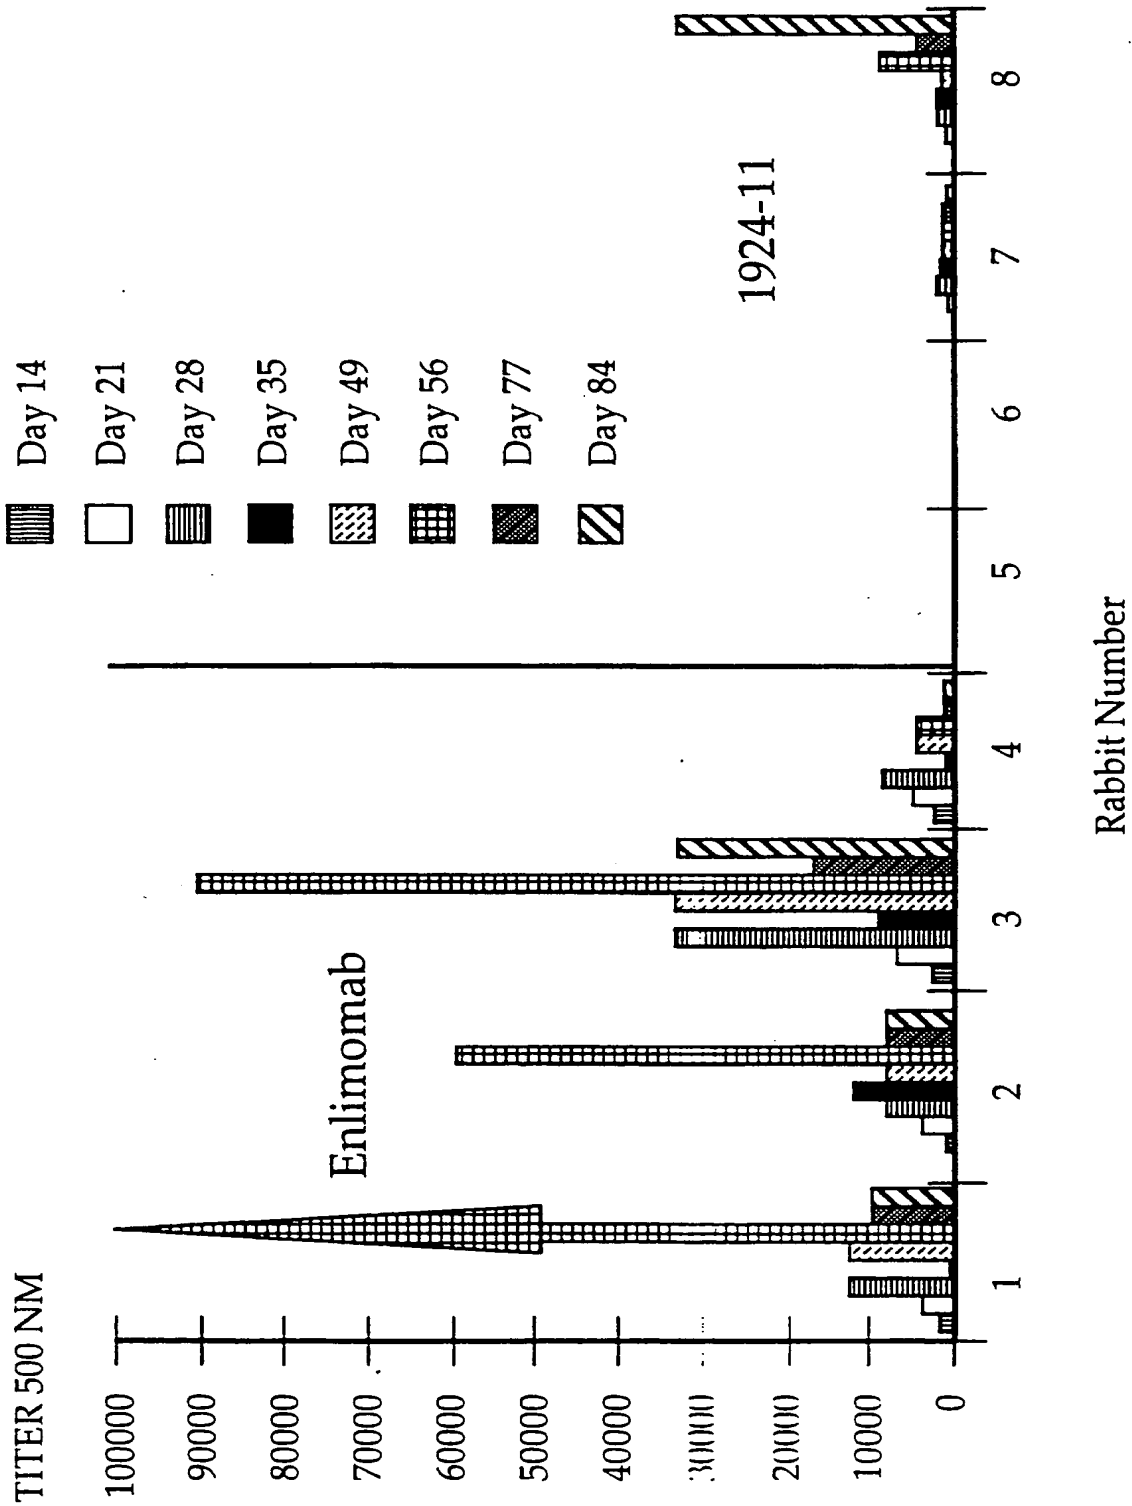 TITER 500 NM
100000
90000
80000
70000
60000
50000
40000
30000
20000
10000
0
Enlimomab
1924-11
Day 14
Day 21
Day 28
Day 35
Day 49
Day 56
Day 77
Day 84
1 2 3 4 5 6 7 8
Rabbit Number